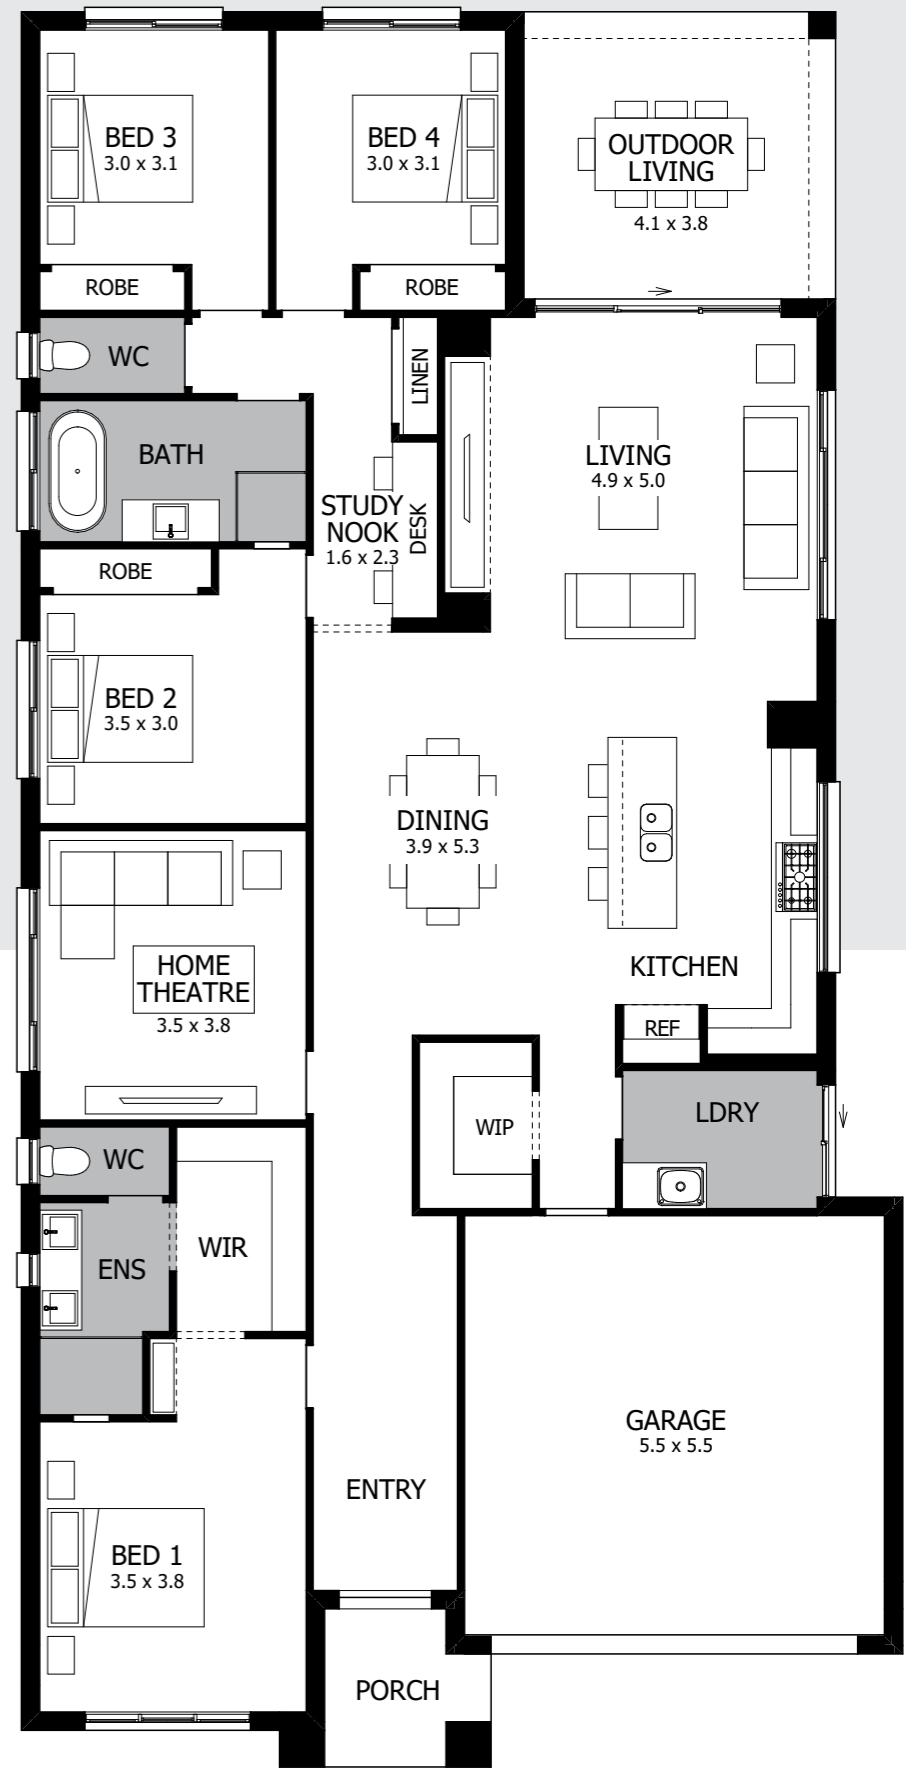 BED 3
3.0 x 3.1
BED 4
3.0 x 3.1
OUTDOOR
LIVING
4.1 x 3.8
ROBE
ROBE
WC
LINEN
BATH
LIVING
4.9 x 5.0
STUDY
NOOK
1.6 x 2.3
DESK
ROBE
BED 2
3.5 x 3.0
DINING
3.9 x 5.3
HOME
THEATRE
3.5 x 3.8
KITCHEN
REF
WIP
LDRY
WC
WIR
ENS
GARAGE
5.5 x 5.5
ENTRY
BED 1
3.5 x 3.8
PORCH